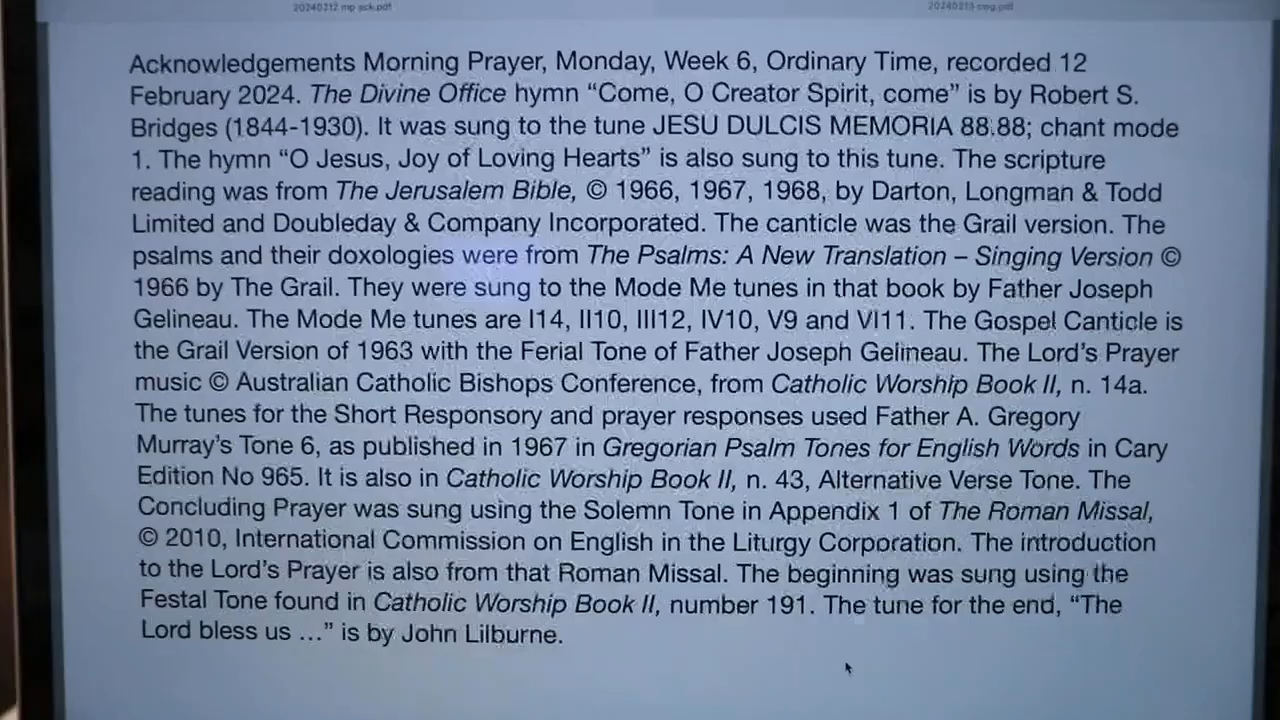 20240212 mp ack.pdf
Acknowledgements Morning Prayer, Monday, Week 6, Ordinary Time, recorded 12
February 2024. The Divine Office hymn “Come, O Creator Spirit, come” is by Robert S.
Bridges (1844-1930). It was sung to the tune JESU DULCIS MEMORIA 88.88; chant mode
1. The hymn “O Jesus, Joy of Loving Hearts” is also sung to this tune. The scripture
reading was from The Jerusalem Bible, © 1966, 1967, 1968, by Darton, Longman & Todd
Limited and Doubleday & Company Incorporated. The canticle was the Grail version. The
psalms and their doxologies were from The Psalms: A New Translation – Singing Version ©
1966 by The Grail. They were sung to the Mode Me tunes in that book by Father Joseph
Gelineau. The Mode Me tunes are I14, II10, III12, IV10, V9 and VI11. The Gospel Canticle is
the Grail Version of 1963 with the Ferial Tone of Father Joseph Gelineau. The Lord’s Prayer
music © Australian Catholic Bishops Conference, from Catholic Worship Book II, n. 14a.
The tunes for the Short Responsory and prayer responses used Father A. Gregory
Murray’s Tone 6, as published in 1967 in Gregorian Psalm Tones for English Words in Cary
Edition No 965. It is also in Catholic Worship Book II, n. 43, Alternative Verse Tone. The
Concluding Prayer was sung using the Solemn Tone in Appendix 1 of The Roman Missal,
© 2010, International Commission on English in the Liturgy Corporation. The introduction
to the Lord’s Prayer is also from that Roman Missal. The beginning was sung using the
Festal Tone found in Catholic Worship Book II, number 191. The tune for the end, “The
Lord bless us …” is by John Lilburne.